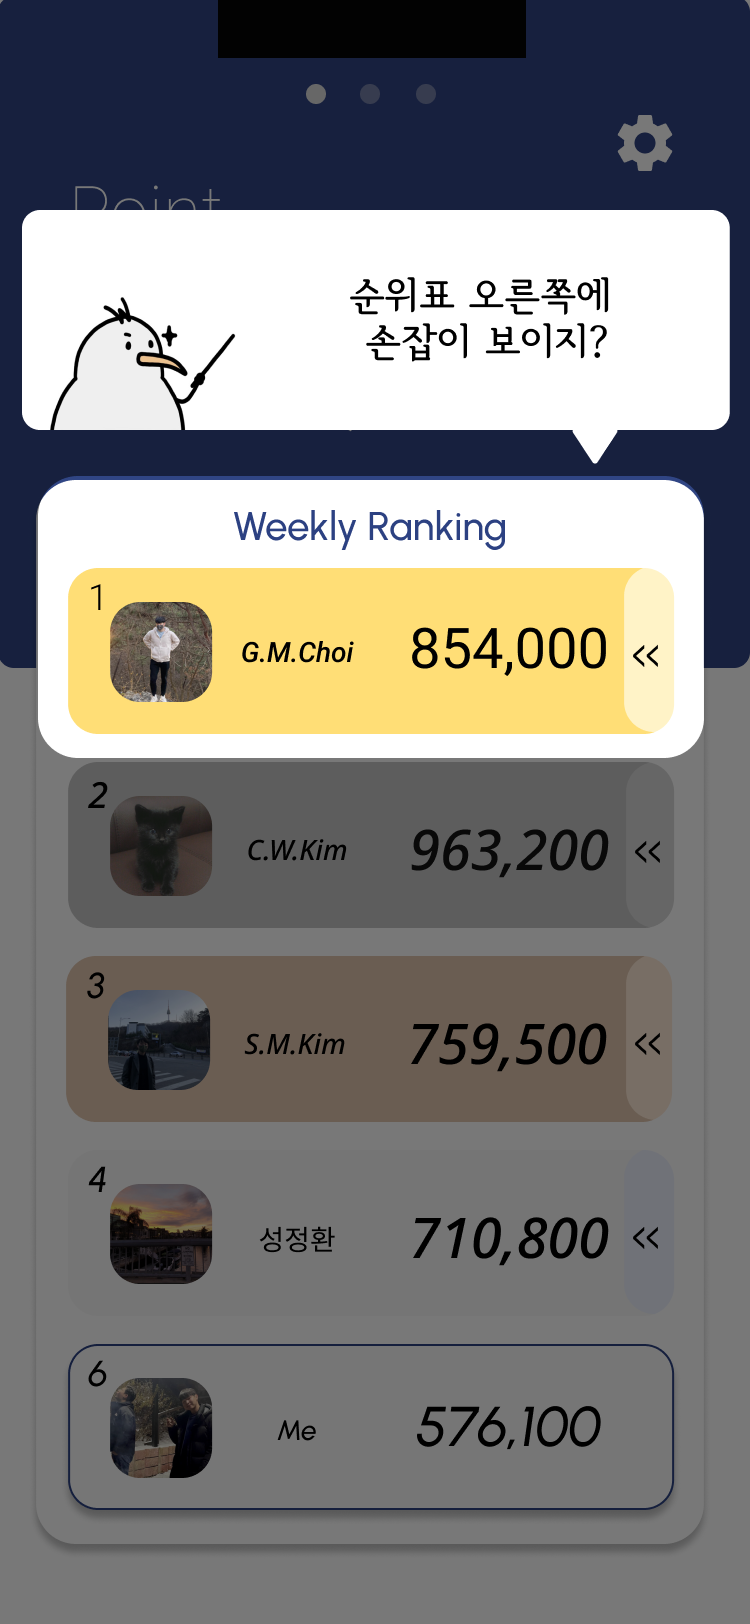 Point
순위표 오른쪽에
손잡이 보이지?
Weekly Ranking
1
G.M.Choi
854,000
<<
2
C.W.Kim
963,200
<<
3
S.M.Kim
759,500
<<
4
성정환
710,800
<<
6
Me
576,100